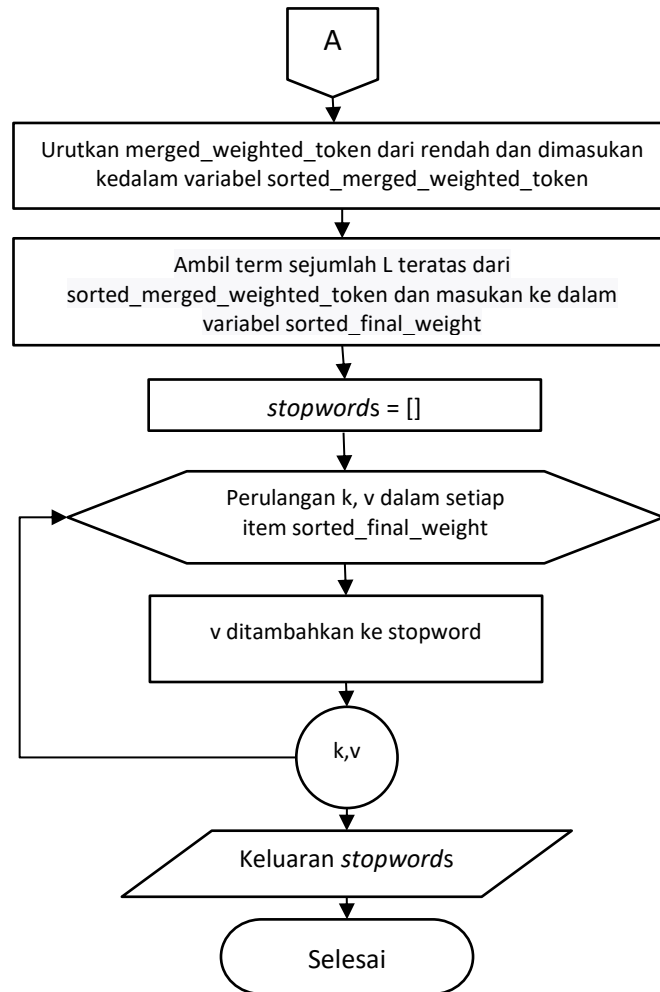 A
Urutkan merged_weighted_token dari rendah dan dimasukan
kedalam variabel sorted_merged_weighted_token
Ambil term sejumlah L teratas dari
sorted_merged_weighted_token dan masukan ke dalam
variabel sorted_final_weight
stopwords = []
Perulangan k, v dalam setiap
item sorted_final_weight
v ditambahkan ke stopword
k,v
Keluaran stopwords
Selesai